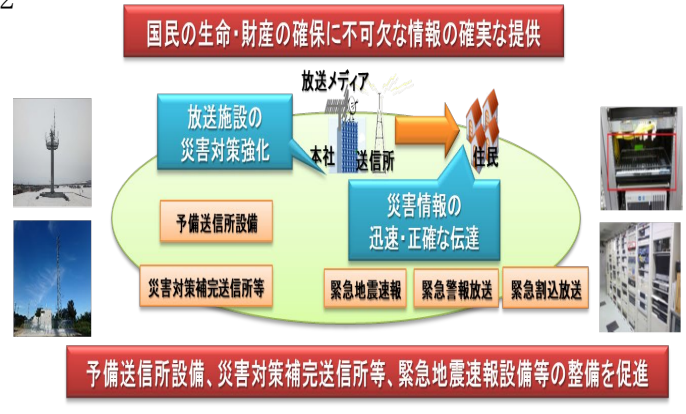 2
国民の生命・財産の確保に不可欠な情報の確実な提供
放送メディア
放送施設の
災害対策強化
本社
送信所
住民
災害情報の
迅速・正確な伝達
予備送信所設備
災害対策補完送信所等
緊急地震速報
緊急警報放送
緊急割込放送
予備送信所設備、災害対策補完送信所等、緊急地震速報設備等の整備を促進